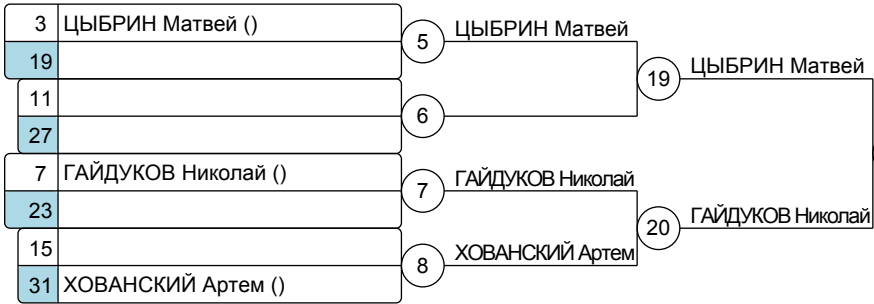 3 ЦЫБРИН Матвей ()
19
5 ЦЫБРИН Матвей
11
27
6
19 ЦЫБРИН Матвей
7 ГАЙДУКОВ Николай ()
23
7 ГАЙДУКОВ Николай
15
31 ХОВАНСКИЙ Артем ()
8 ХОВАНСКИЙ Артем
20 ГАЙДУКОВ Николай